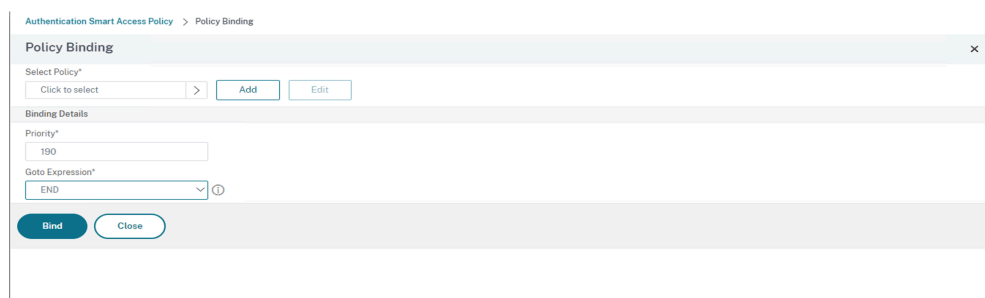 Authentication Smart Access Policy > Policy Binding
Policy Binding
Select Policy*
Click to select > Add Edit
Binding Details
Priority*
190
Goto Expression*
END
Bind Close